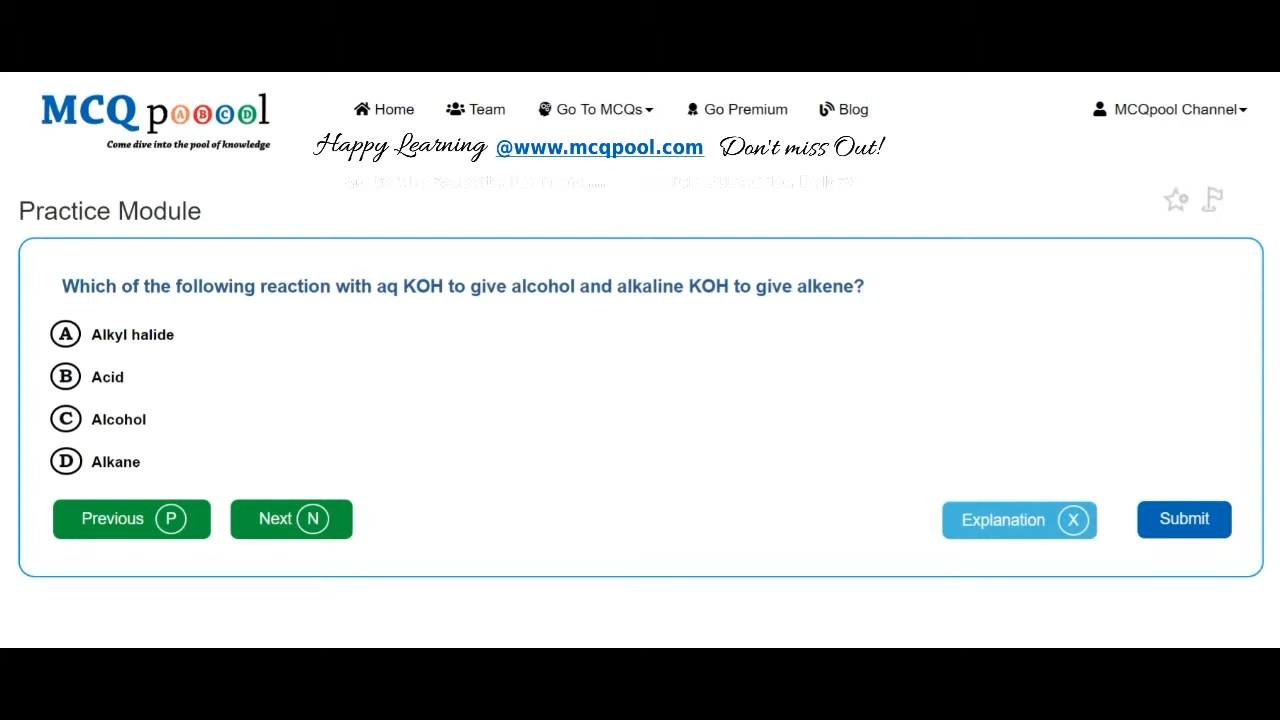 MCQ pABCDl
Come dive into the pool of knowledge
Home Team Go To MCQs Go Premium Blog MCQpool Channel
Happy Learning @www.mcqpool.com Don't miss Out!
Practice Module
Which of the following reaction with aq KOH to give alcohol and alkaline KOH to give alkene?
A Alkyl halide
B Acid
C Alcohol
D Alkane
Previous P Next N Explanation X Submit